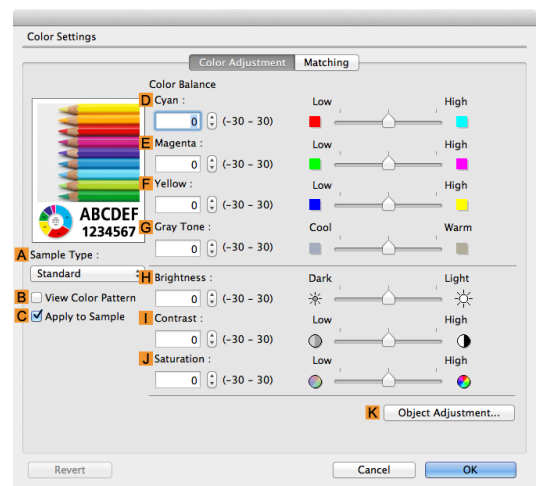 Color Settings
Color Adjustment Matching
Color Balance
D Cyan : Low High
0 (-30 – 30)
E Magenta : Low High
0 (-30 – 30)
F Yellow : Low High
0 (-30 – 30)
ABCDEF
1234567
G Gray Tone : Cool Warm
0 (-30 – 30)
A Sample Type :
Standard
H Brightness : Dark Light
B View Color Pattern 0 (-30 – 30)
C Apply to Sample I Contrast : Low High
0 (-30 – 30)
J Saturation : Low High
0 (-30 – 30)
K Object Adjustment...
Revert Cancel OK